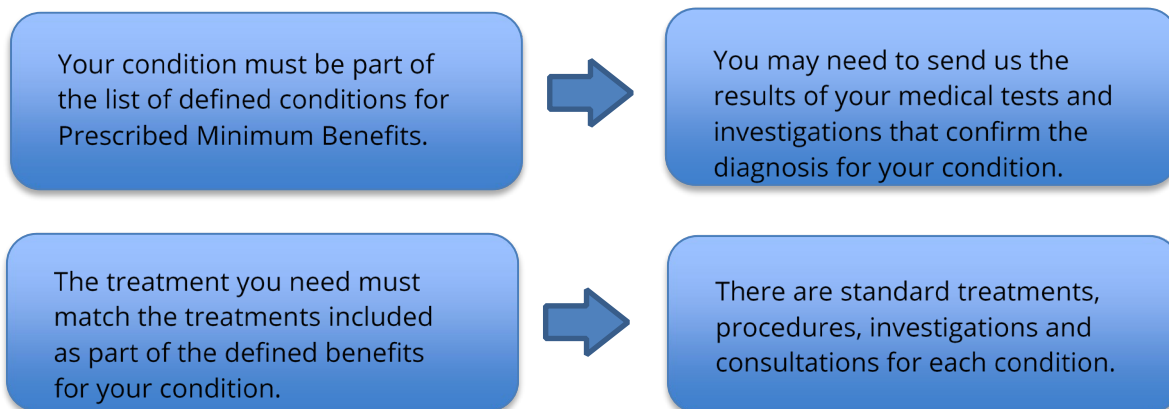 Your condition must be part of
the list of defined conditions for
Prescribed Minimum Benefits.
You may need to send us the
results of your medical tests and
investigations that confirm the
diagnosis for your condition.
The treatment you need must
match the treatments included
as part of the defined benefits
for your condition.
There are standard treatments,
procedures, investigations and
consultations for each condition.